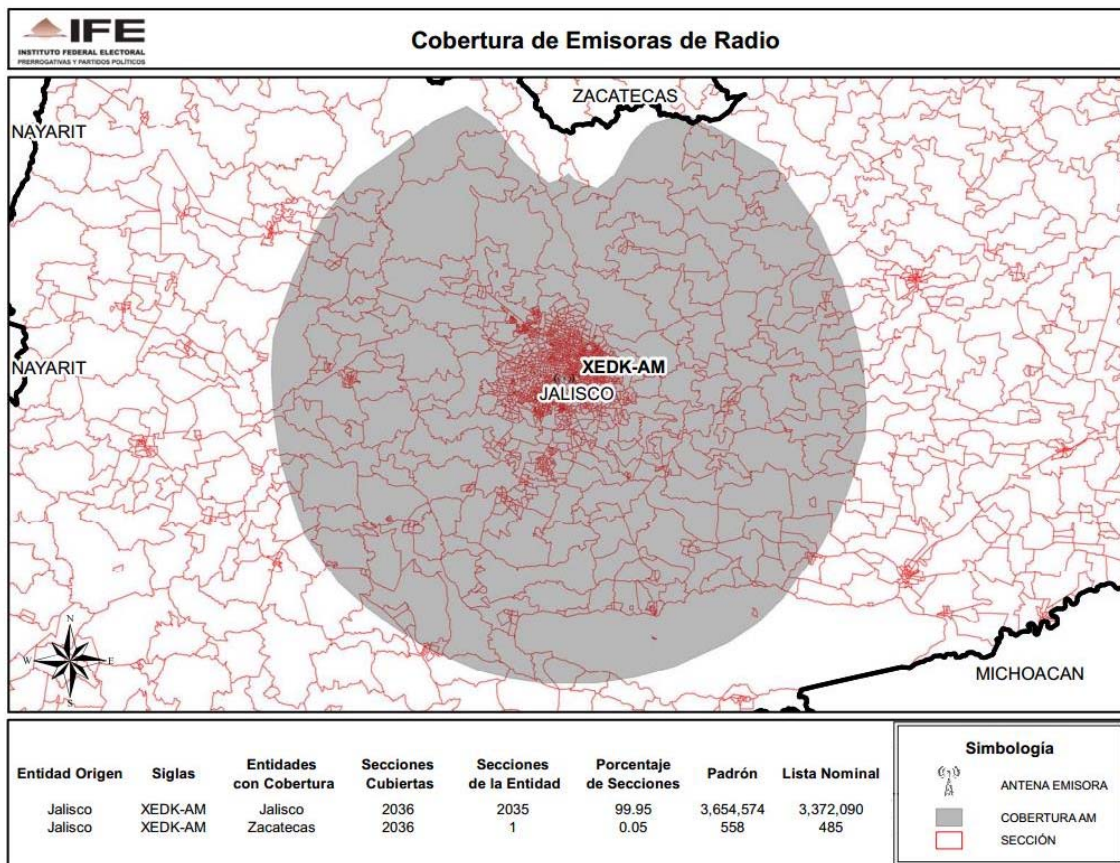 IFE
INSTITUTO FEDERAL ELECTORAL
PRERROGATIVAS Y PARTIDOS POLÍTICOS
Cobertura de Emisoras de Radio
ZACATECAS
NAYARIT
NAYARIT
XEDK-AM
JALISCO
MICHOACAN
N
W E
S
Entidad Origen Siglas Entidades con Cobertura Secciones Cubiertas Secciones de la Entidad Porcentaje de Secciones Padrón Lista Nominal
Jalisco XEDK-AM Jalisco 2036 2035 99.95 3,654,574 3,372,090
Jalisco XEDK-AM Zacatecas 2036 1 0.05 558 485
Simbología
ANTENA EMISORA
COBERTURA AM
SECCIÓN